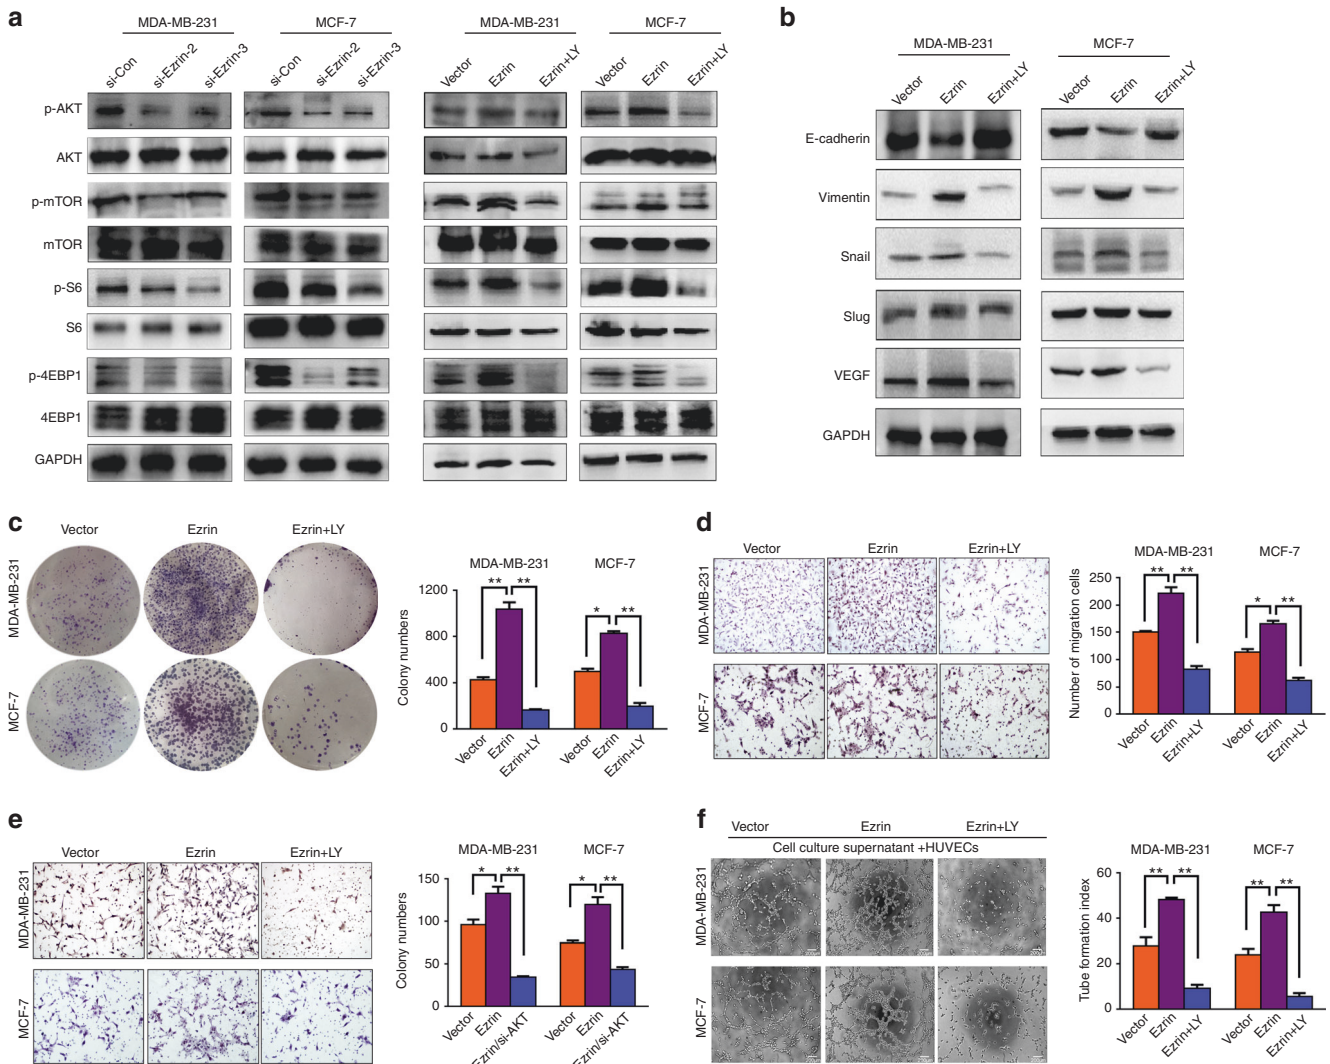 a
MDA-MB-231 MCF-7 MDA-MB-231 MCF-7
si-Con si-Ezrin-2 si-Ezrin-3 si-Con si-Ezrin-2 si-Ezrin-3 Vector Ezrin Ezrin+LY Vector Ezrin Ezrin+LY
p-AKT
AKT
p-mTOR
mTOR
p-S6
S6
p-4EBP1
4EBP1
GAPDH
b
MDA-MB-231 MCF-7
Vector Ezrin Ezrin+LY Vector Ezrin Ezrin+LY
E-cadherin
Vimentin
Snail
Slug
VEGF
GAPDH
c
Vector Ezrin Ezrin+LY
MDA-MB-231
MCF-7
MDA-MB-231 MCF-7
Colony numbers
1200
800
400
0
** ** * **
Vector Ezrin Ezrin+LY Vector Ezrin Ezrin+LY
d
Vector Ezrin Ezrin+LY
MDA-MB-231
MCF-7
MDA-MB-231 MCF-7
Number of migration cells
250
200
150
100
50
0
** ** * **
Vector Ezrin Ezrin+LY Vector Ezrin Ezrin+LY
e
Vector Ezrin Ezrin+LY
MDA-MB-231
MCF-7
MDA-MB-231 MCF-7
Colony numbers
150
100
50
0
* ** * **
Vector Ezrin Ezrin/si-AKT Vector Ezrin Ezrin/si-AKT
f
Vector Ezrin Ezrin+LY
Cell culture supernatant +HUVECs
MDA-MB-231
MCF-7
MDA-MB-231 MCF-7
Tube formation index
60
40
20
0
** ** ** **
Vector Ezrin Ezrin+LY Vector Ezrin Ezrin+LY